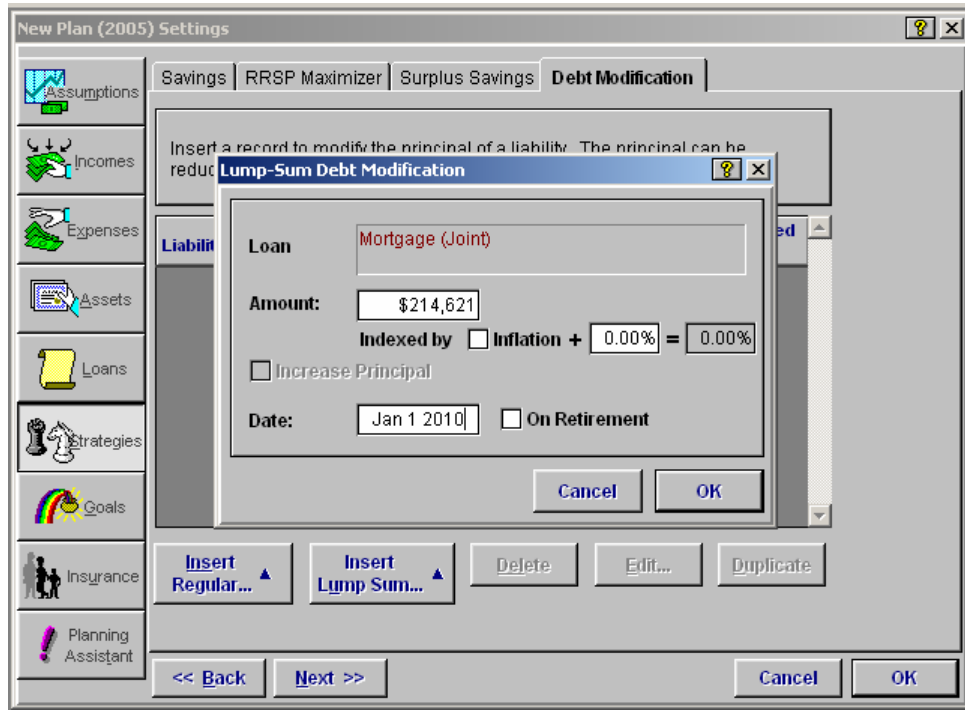 New Plan (2005) Settings
Assumptions
Incomes
Expenses
Assets
Loans
Strategies
Goals
Insurance
Planning
Assistant
Savings
RRSP Maximizer
Surplus Savings
Debt Modification
Insert a record to modify the principal of a liability. The principal can be
reduc
Liabilit
ed
Lump-Sum Debt Modification
Loan
Mortgage (Joint)
Amount:
$214,621
Indexed by Inflation + 0.00% = 0.00%
Increase Principal
Date:
Jan 1 2010
On Retirement
Cancel
OK
Insert
Regular...
Insert
Lump Sum...
Delete
Edit...
Duplicate
<< Back
Next >>
Cancel
OK